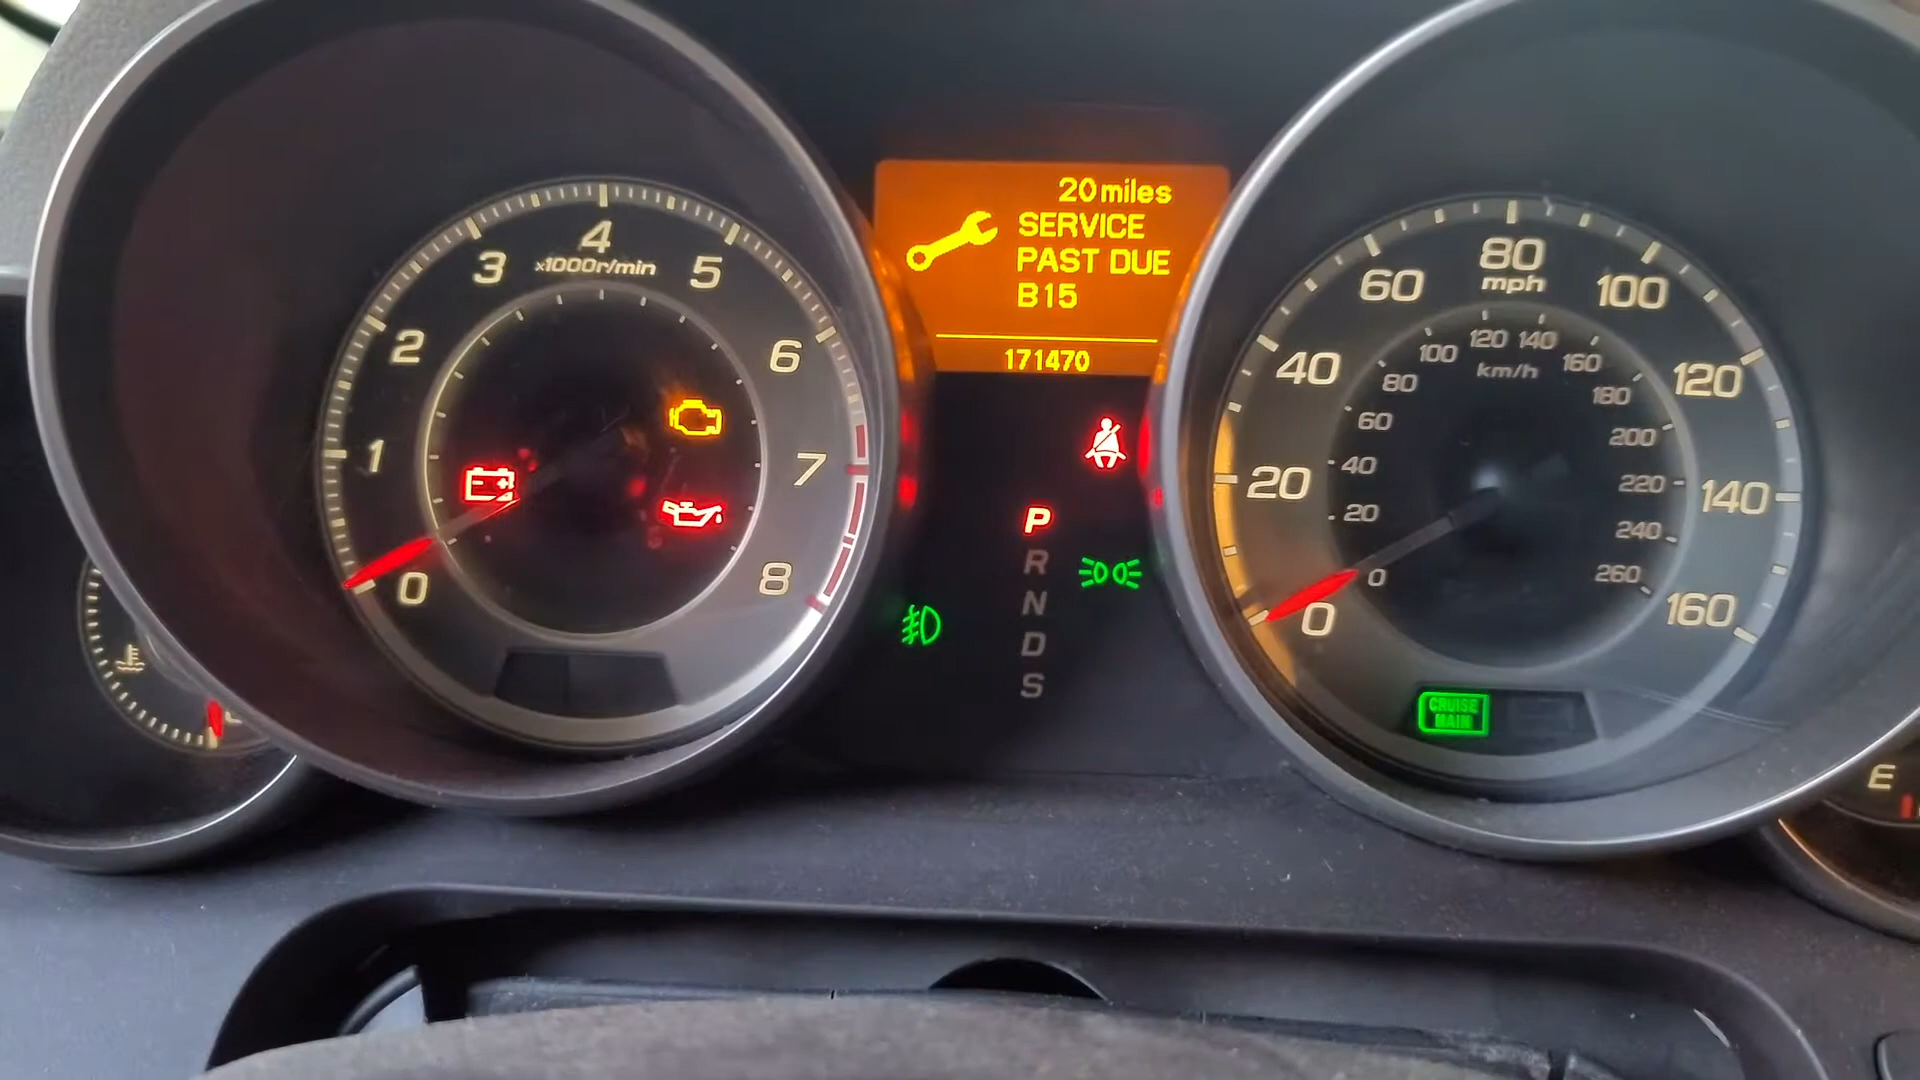 20 miles
SERVICE
PAST DUE
B15
171470
x1000r/min
0
1
2
3
4
5
6
7
8
P
R
N
D
S
mph
0
20
40
60
80
100
120
140
160
km/h
0
20
40
60
80
100
120
140
160
180
200
220
240
260
CRUISE
MAIN
E